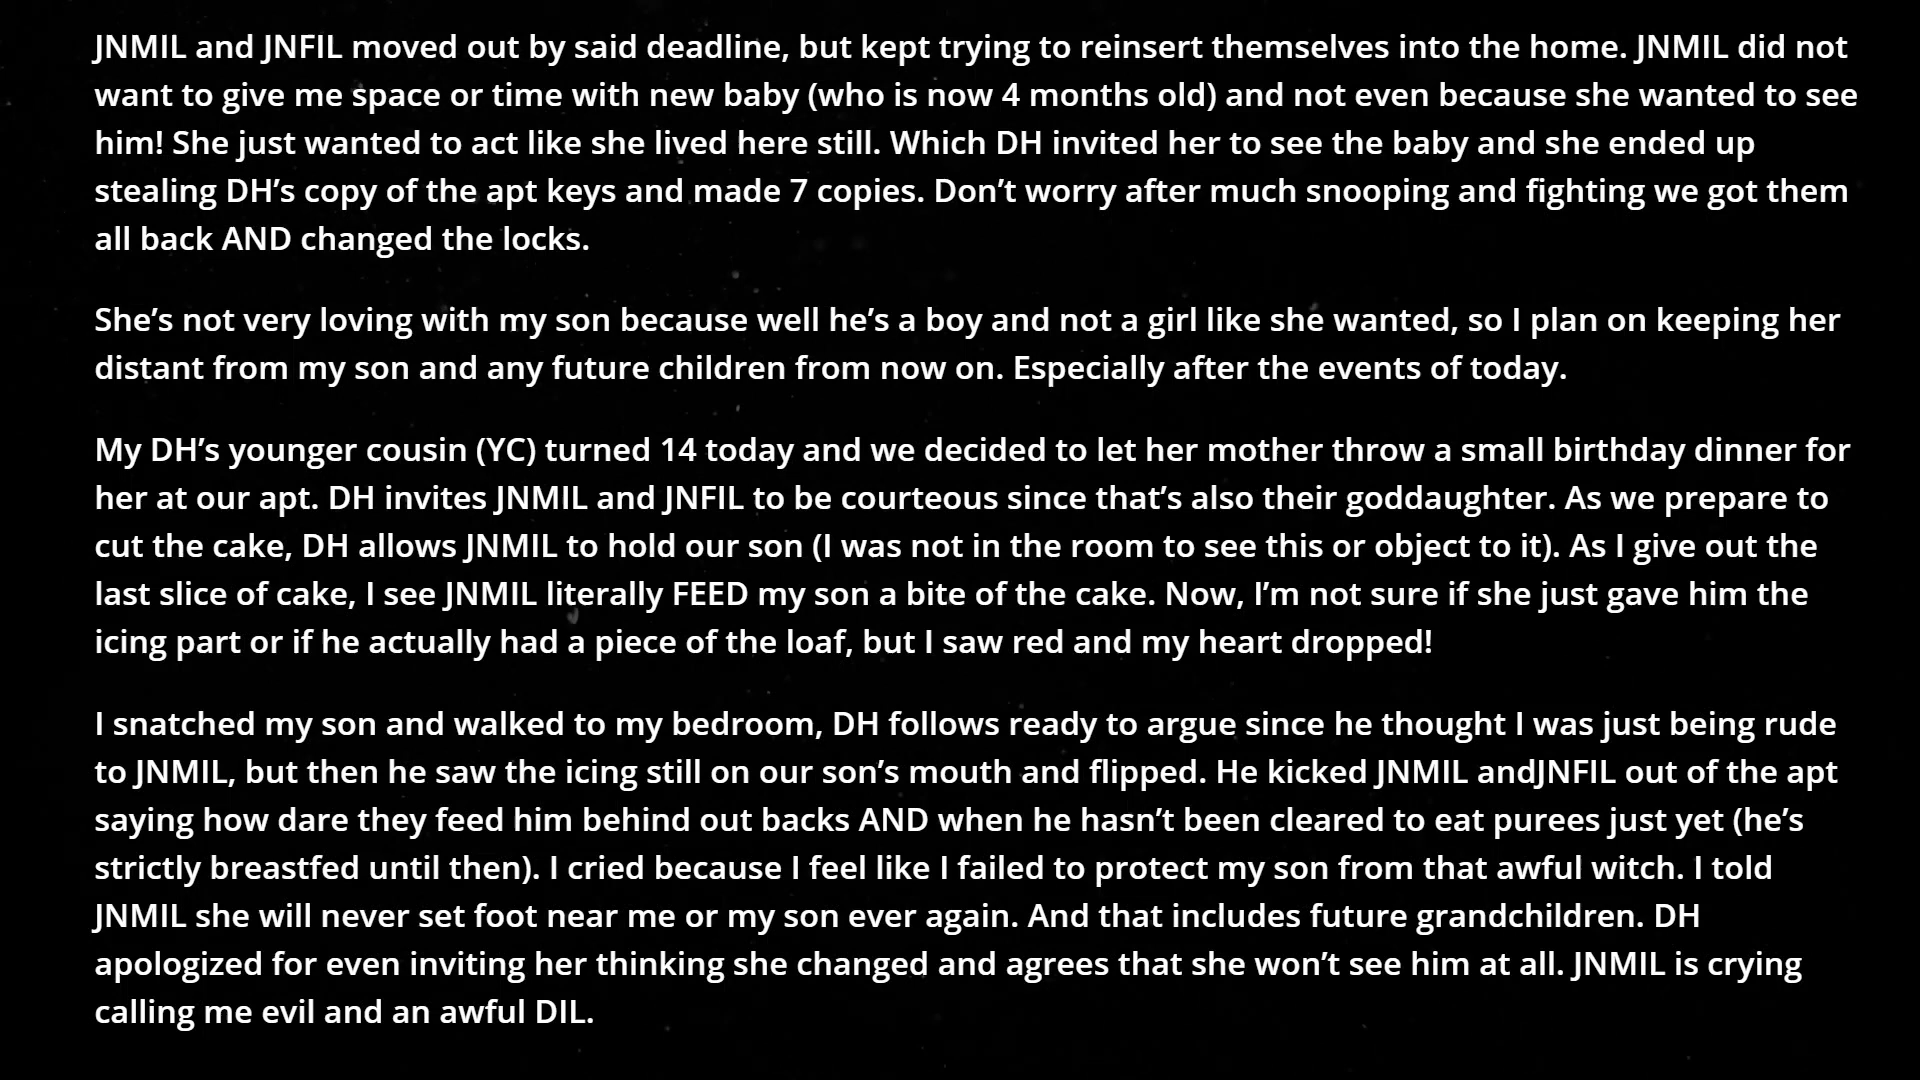 JNMIL and JNFIL moved out by said deadline, but kept trying to reinsert themselves into the home. JNMIL did not
want to give me space or time with new baby (who is now 4 months old) and not even because she wanted to see
him! She just wanted to act like she lived here still. Which DH invited her to see the baby and she ended up
stealing DH’s copy of the apt keys and made 7 copies. Don’t worry after much snooping and fighting we got them
all back AND changed the locks.
She’s not very loving with my son because well he’s a boy and not a girl like she wanted, so I plan on keeping her
distant from my son and any future children from now on. Especially after the events of today.
My DH’s younger cousin (YC) turned 14 today and we decided to let her mother throw a small birthday dinner for
her at our apt. DH invites JNMIL and JNFIL to be courteous since that’s also their goddaughter. As we prepare to
cut the cake, DH allows JNMIL to hold our son (I was not in the room to see this or object to it). As I give out the
last slice of cake, I see JNMIL literally FEED my son a bite of the cake. Now, I’m not sure if she just gave him the
icing part or if he actually had a piece of the loaf, but I saw red and my heart dropped!
I snatched my son and walked to my bedroom, DH follows ready to argue since he thought I was just being rude
to JNMIL, but then he saw the icing still on our son’s mouth and flipped. He kicked JNMIL andJNFIL out of the apt
saying how dare they feed him behind out backs AND when he hasn’t been cleared to eat purees just yet (he’s
strictly breastfed until then). I cried because I feel like I failed to protect my son from that awful witch. I told
JNMIL she will never set foot near me or my son ever again. And that includes future grandchildren. DH
apologized for even inviting her thinking she changed and agrees that she won’t see him at all. JNMIL is crying
calling me evil and an awful DIL.